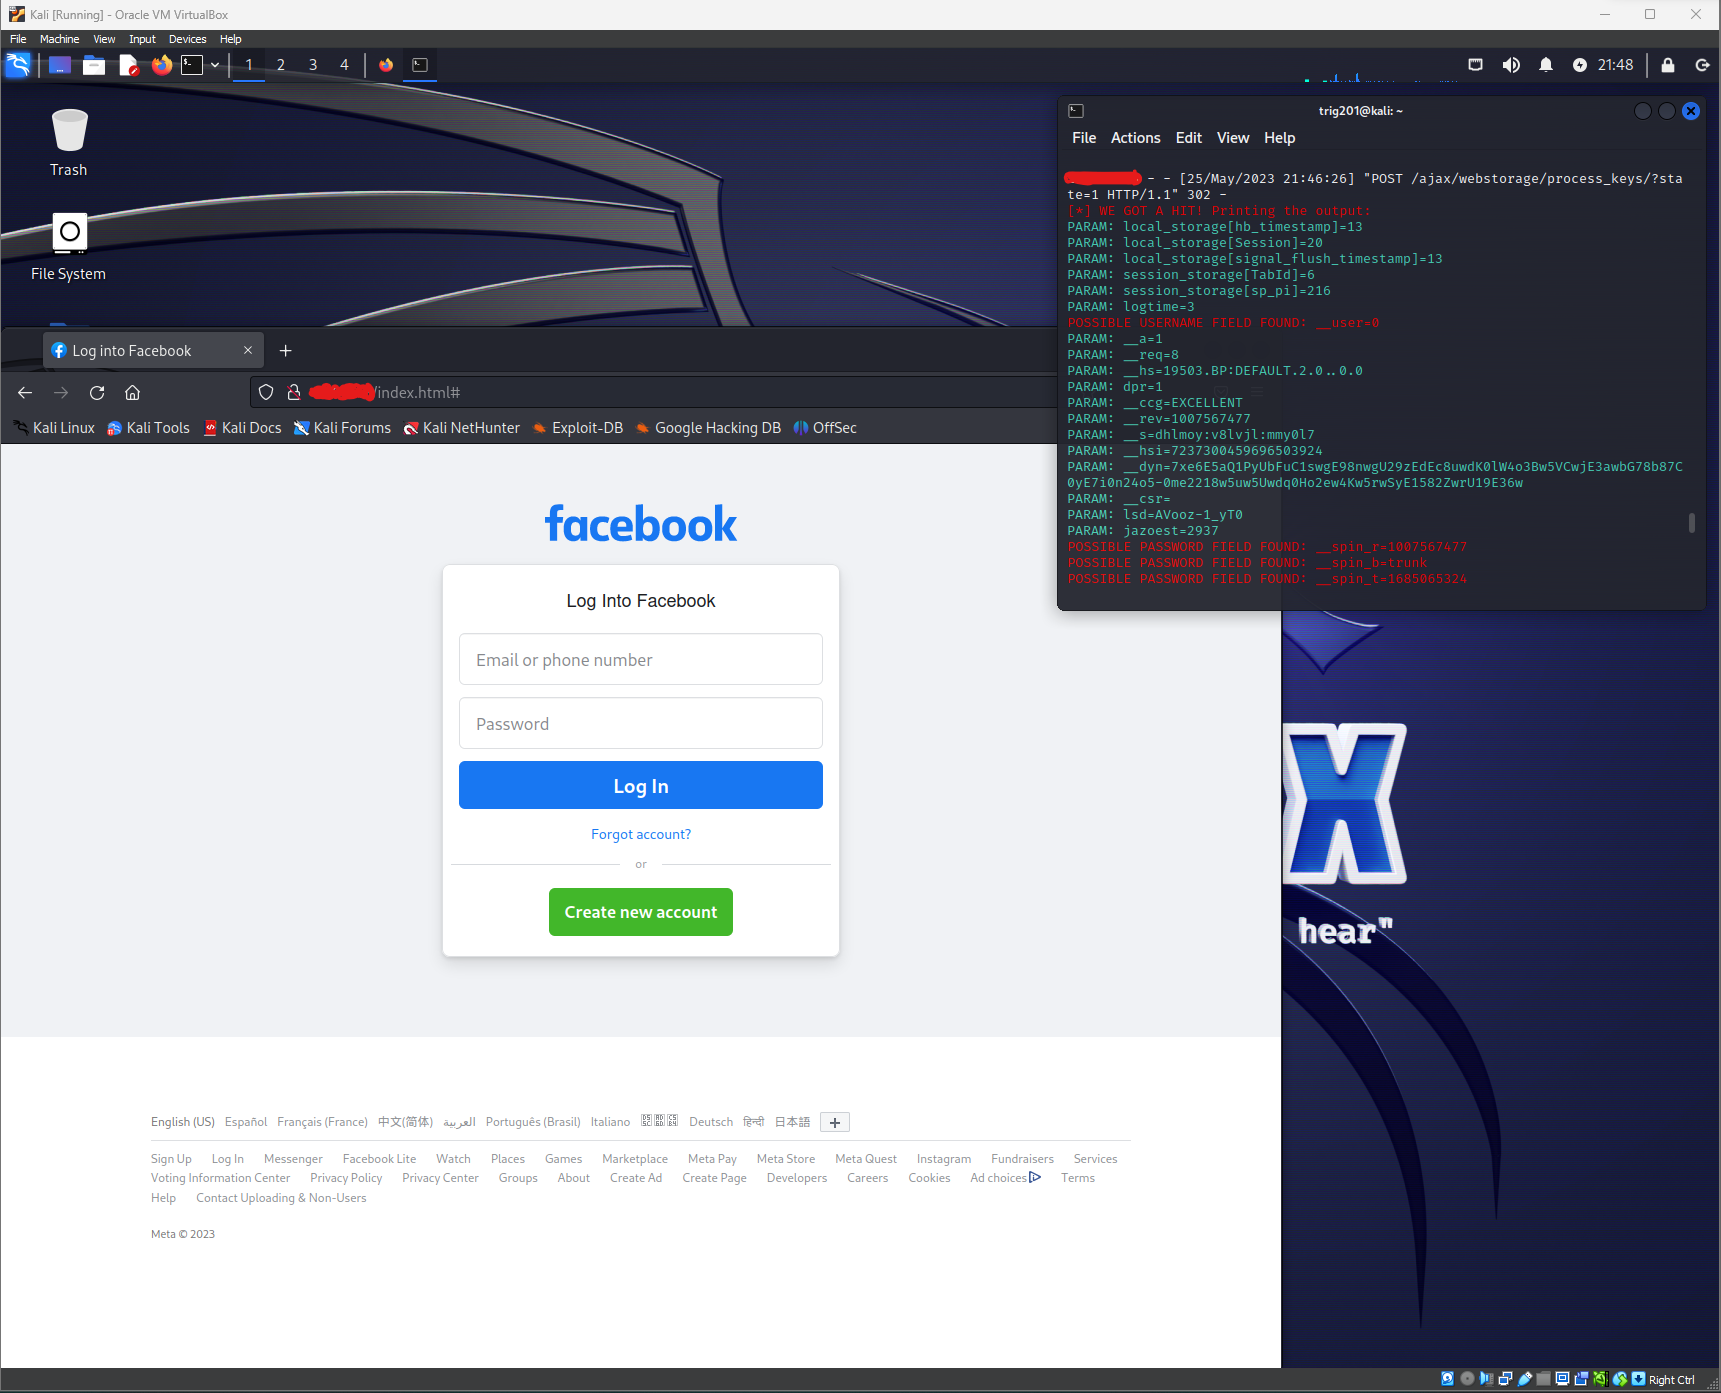 Kali [Running] - Oracle VM VirtualBox
File Machine View Input Devices Help
1 2 3 4
21:48
Trash
File System
trig201@kali: ~
File Actions Edit View Help
- - [25/May/2023 21:46:26] "POST /ajax/webstorage/process_keys/?sta
te=1 HTTP/1.1" 302 -
[*] WE GOT A HIT! Printing the output:
PARAM: local_storage[hb_timestamp]=13
PARAM: local_storage[Session]=20
PARAM: local_storage[signal_flush_timestamp]=13
PARAM: session_storage[TabId]=6
PARAM: session_storage[sp_pi]=216
PARAM: logtime=3
POSSIBLE USERNAME FIELD FOUND: __user=0
PARAM: __a=1
PARAM: __req=8
PARAM: __hs=19503.BP:DEFAULT.2.0..0.0
PARAM: dpr=1
PARAM: __ccg=EXCELLENT
PARAM: __rev=1007567477
PARAM: __s=dhlmoy:v8lvjl:mmy0l7
PARAM: __hsi=7237300459696503924
PARAM: __dyn=7xe6E5aQ1PyUbFuC1swgE98nwgU29zEdEc8uwdK0lW4o3Bw5VCwjE3awbG78b87C
0yE7i0n24o5-0me2218w5uw5Uwdq0Ho2ew4Kw5rwSyE1582ZwrU19E36w
PARAM: __csr=
PARAM: lsd=AVooz-1_yT0
PARAM: jazoest=2937
POSSIBLE PASSWORD FIELD FOUND: __spin_r=1007567477
POSSIBLE PASSWORD FIELD FOUND: __spin_b=trunk
POSSIBLE PASSWORD FIELD FOUND: __spin_t=1685065324
Log into Facebook
/index.html#
Kali Linux Kali Tools Kali Docs Kali Forums Kali NetHunter Exploit-DB Google Hacking DB OffSec
facebook
Log Into Facebook
Email or phone number
Password
Log In
Forgot account?
or
Create new account
X
hear"
English (US) Español Français (France) 中文(简体) العربية Português (Brasil) Italiano Deutsch हिन्दी 日本語 +
Sign Up Log In Messenger Facebook Lite Watch Places Games Marketplace Meta Pay Meta Store Meta Quest Instagram Fundraisers Services
Voting Information Center Privacy Policy Privacy Center Groups About Create Ad Create Page Developers Careers Cookies Ad choices Terms
Help Contact Uploading & Non-Users
Meta © 2023
Right Ctrl